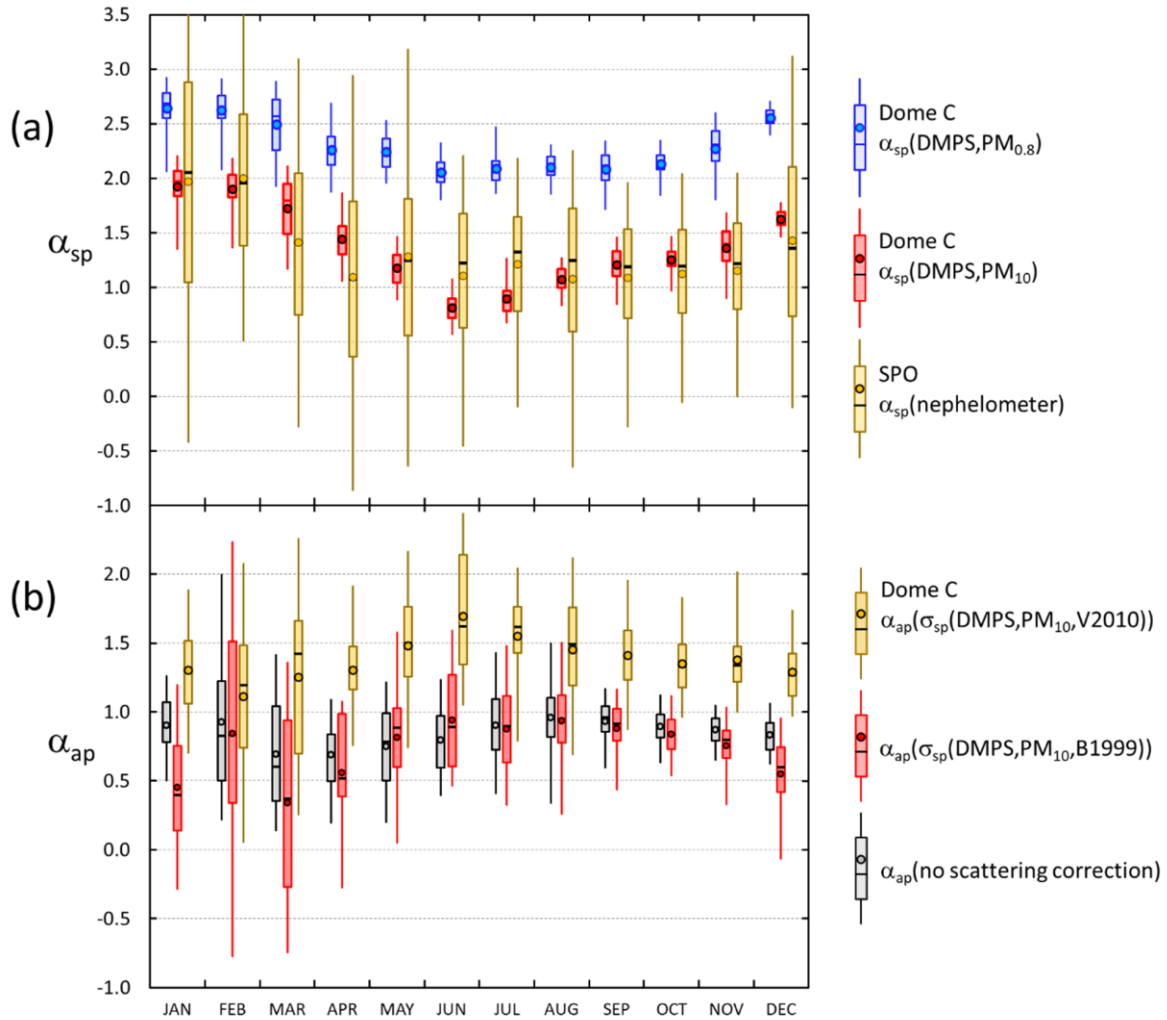 (a)
αsp
3.5
3.0
2.5
2.0
1.5
1.0
0.5
0.0
-0.5
-1.0
Dome C
αsp(DMPS,PM0.8)
Dome C
αsp(DMPS,PM10)
SPO
αsp(nephelometer)
(b)
αap
2.0
1.5
1.0
0.5
0.0
-0.5
-1.0
JAN FEB MAR APR MAY JUN JUL AUG SEP OCT NOV DEC
Dome C
αap(σsp(DMPS,PM10,V2010))
αap(σsp(DMPS,PM10,B1999))
αap(no scattering correction)